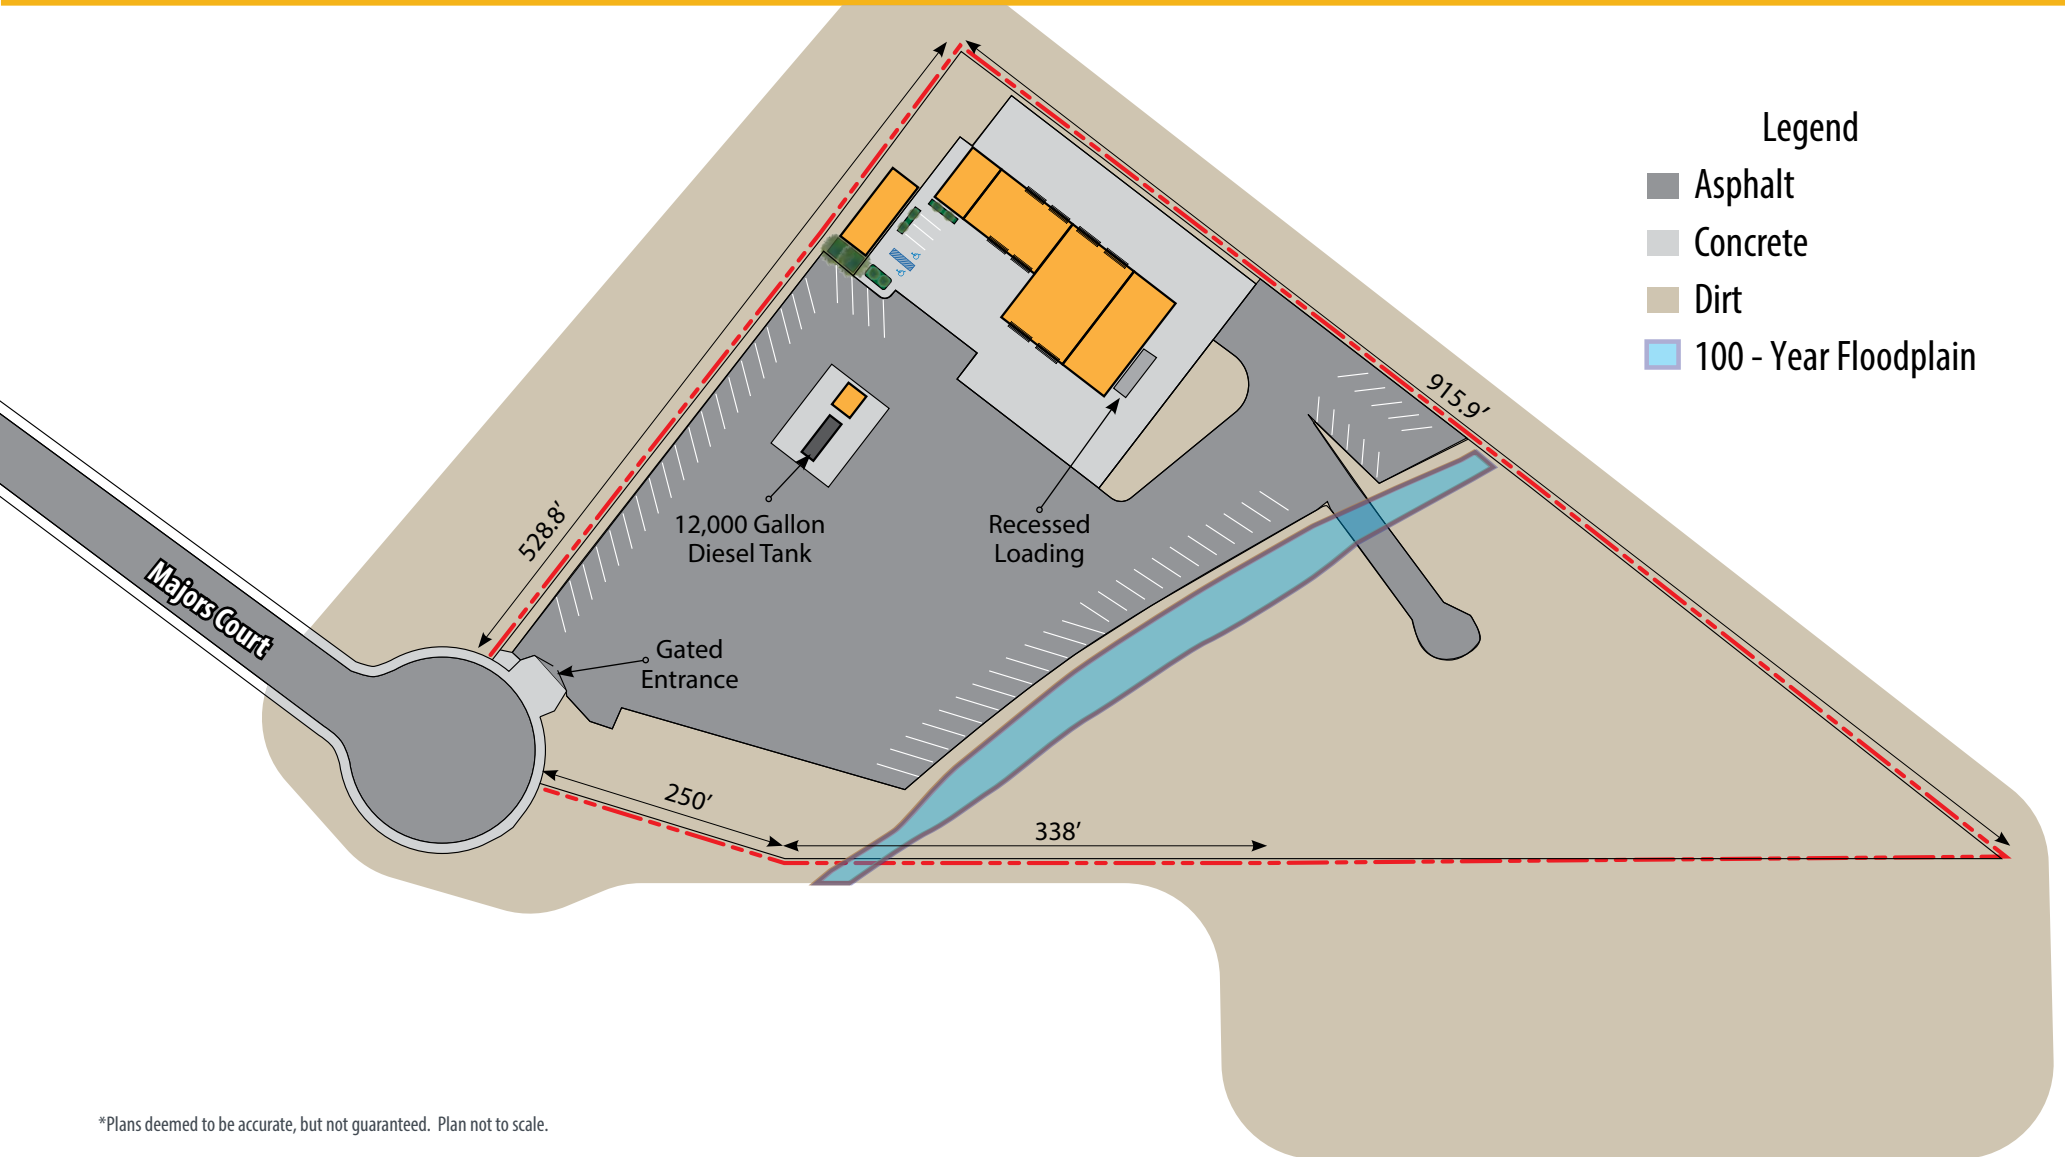 Legend
Asphalt
Concrete
Dirt
100 - Year Floodplain
915.9’
528.8’
12,000 Gallon
Diesel Tank
Recessed
Loading
Majors Court
Gated
Entrance
250’
338’
*Plans deemed to be accurate, but not guaranteed. Plan not to scale.